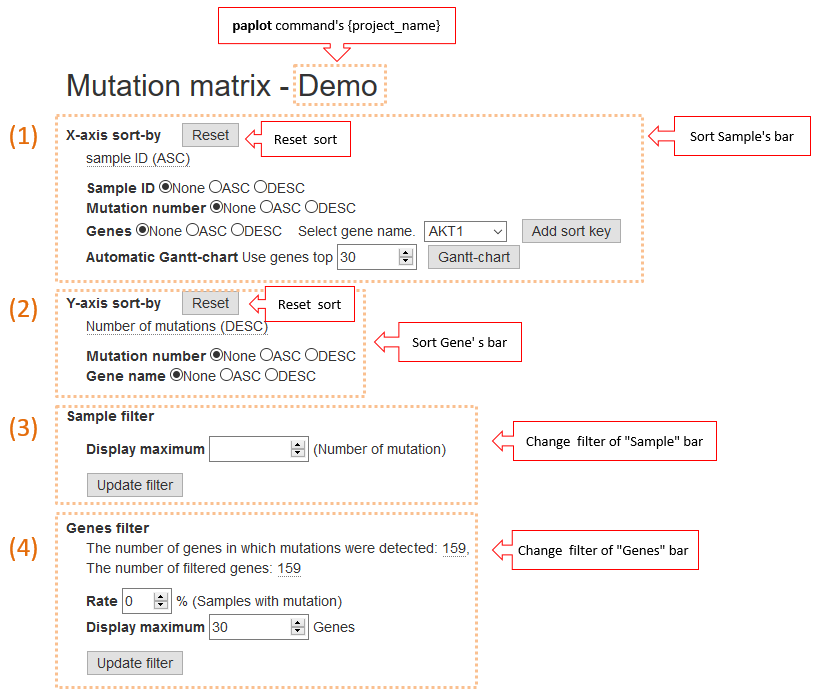 paplot command's {project_name}
Mutation matrix - Demo
(1)
X-axis sort-by Reset
Reset sort
Sort Sample's bar
sample ID (ASC)
Sample ID None ASC DESC
Mutation number None ASC DESC
Genes None ASC DESC Select gene name. AKT1 Add sort key
Automatic Gantt-chart Use genes top 30 Gantt-chart
(2)
Y-axis sort-by Reset
Reset sort
Number of mutations (DESC)
Sort Gene' s bar
Mutation number None ASC DESC
Gene name None ASC DESC
(3)
Sample filter
Display maximum (Number of mutation)
Change filter of "Sample" bar
Update filter
(4)
Genes filter
The number of genes in which mutations were detected: 159,
Change filter of "Genes" bar
The number of filtered genes: 159
Rate 0 % (Samples with mutation)
Display maximum 30 Genes
Update filter